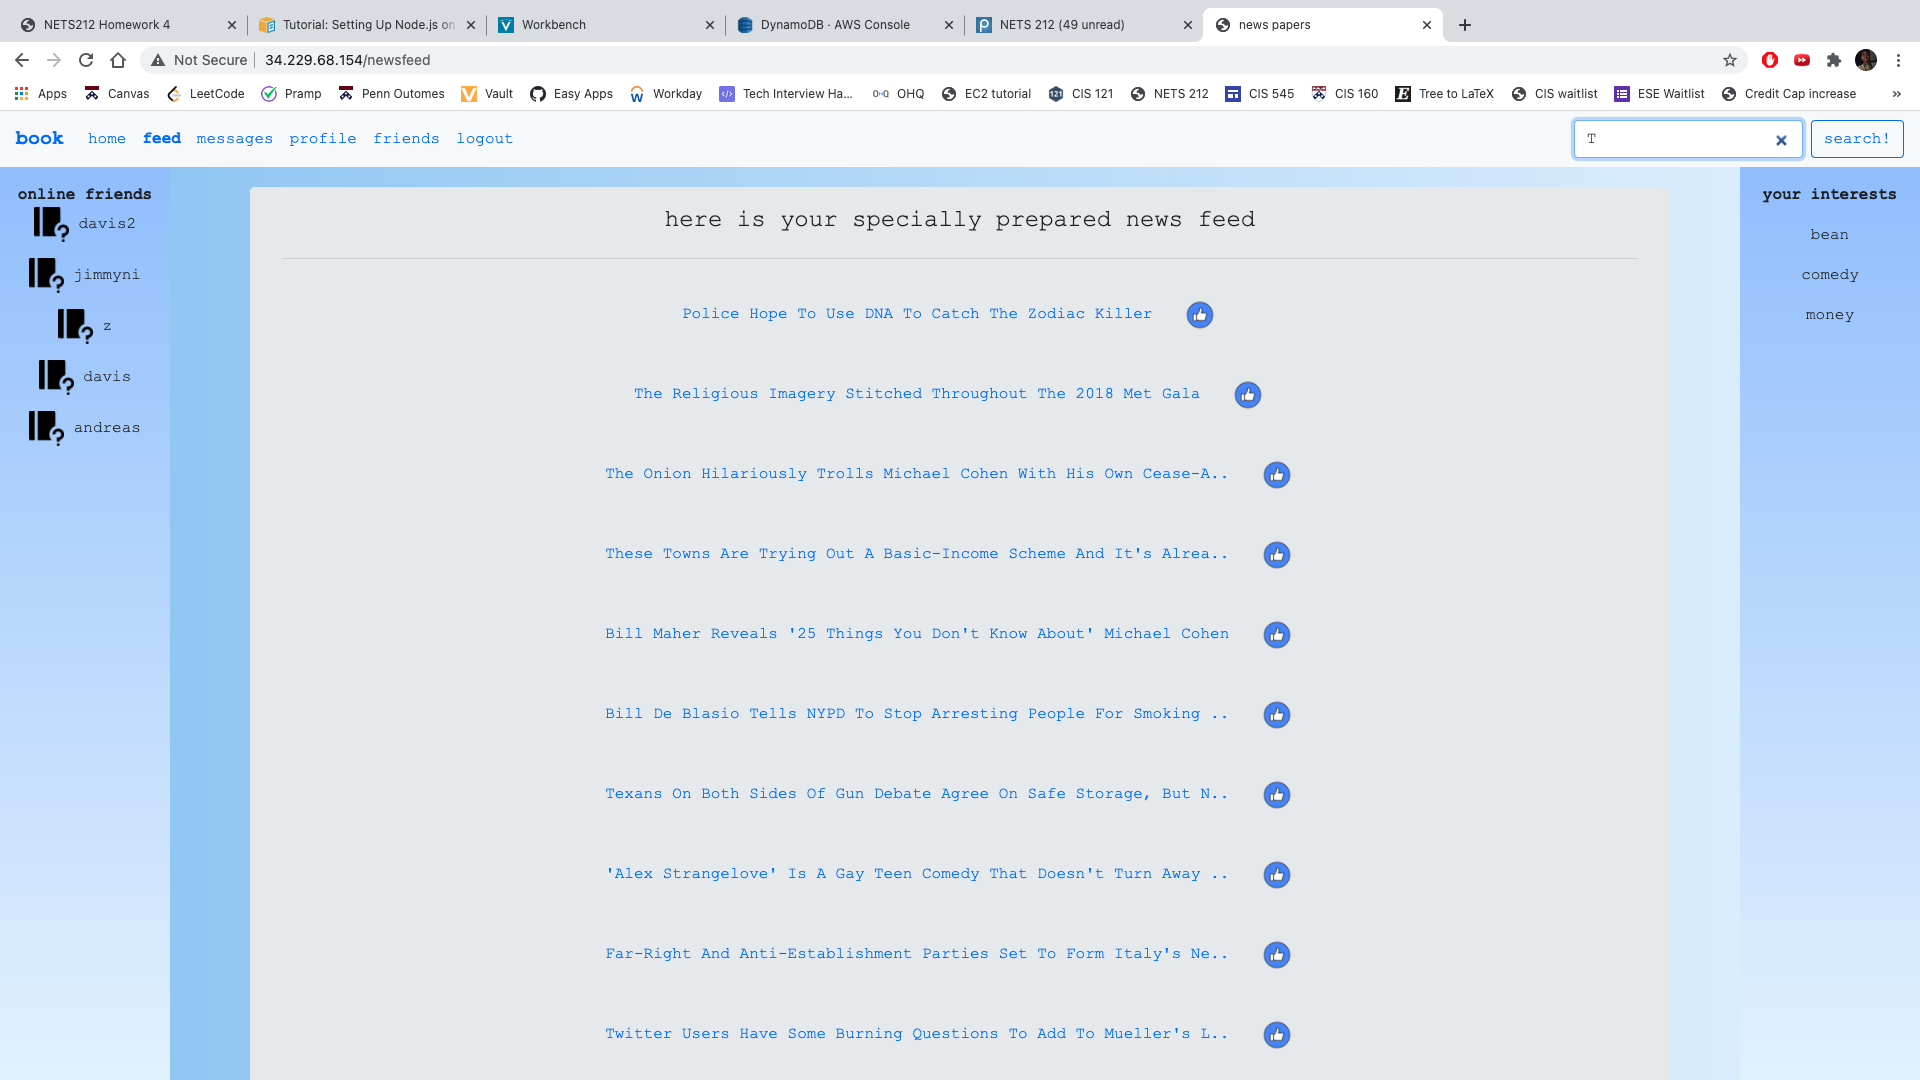 NETS212 Homework 4
Tutorial: Setting Up Node.js on
Workbench
DynamoDB · AWS Console
NETS 212 (49 unread)
news papers
Not Secure 34.229.68.154/newsfeed
Apps Canvas LeetCode Pramp Penn Outomes Vault Easy Apps Workday Tech Interview Ha... OHQ EC2 tutorial CIS 121 NETS 212 CIS 545 CIS 160 Tree to LaTeX CIS waitlist ESE Waitlist Credit Cap increase »
book home feed messages profile friends logout T search!
online friends
davis2
jimmyni
z
davis
andreas
here is your specially prepared news feed
Police Hope To Use DNA To Catch The Zodiac Killer
The Religious Imagery Stitched Throughout The 2018 Met Gala
The Onion Hilariously Trolls Michael Cohen With His Own Cease-A..
These Towns Are Trying Out A Basic-Income Scheme And It's Alrea..
Bill Maher Reveals '25 Things You Don't Know About' Michael Cohen
Bill De Blasio Tells NYPD To Stop Arresting People For Smoking ..
Texans On Both Sides Of Gun Debate Agree On Safe Storage, But N..
'Alex Strangelove' Is A Gay Teen Comedy That Doesn't Turn Away ..
Far-Right And Anti-Establishment Parties Set To Form Italy's Ne..
Twitter Users Have Some Burning Questions To Add To Mueller's L..
your interests
bean
comedy
money